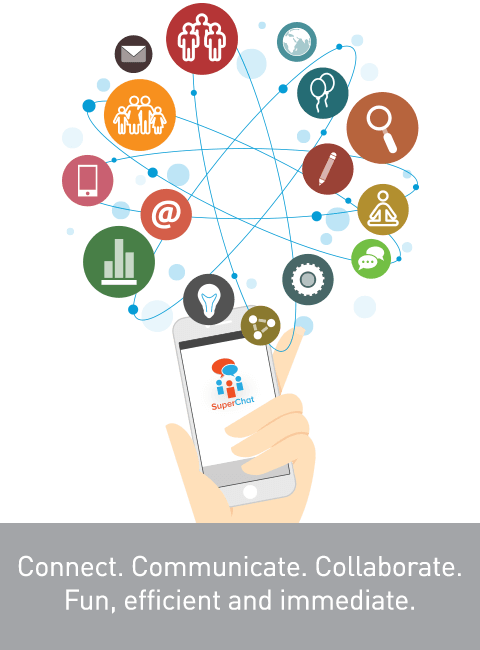 @
SuperChat
Connect. Communicate. Collaborate.
Fun, efficient and immediate.